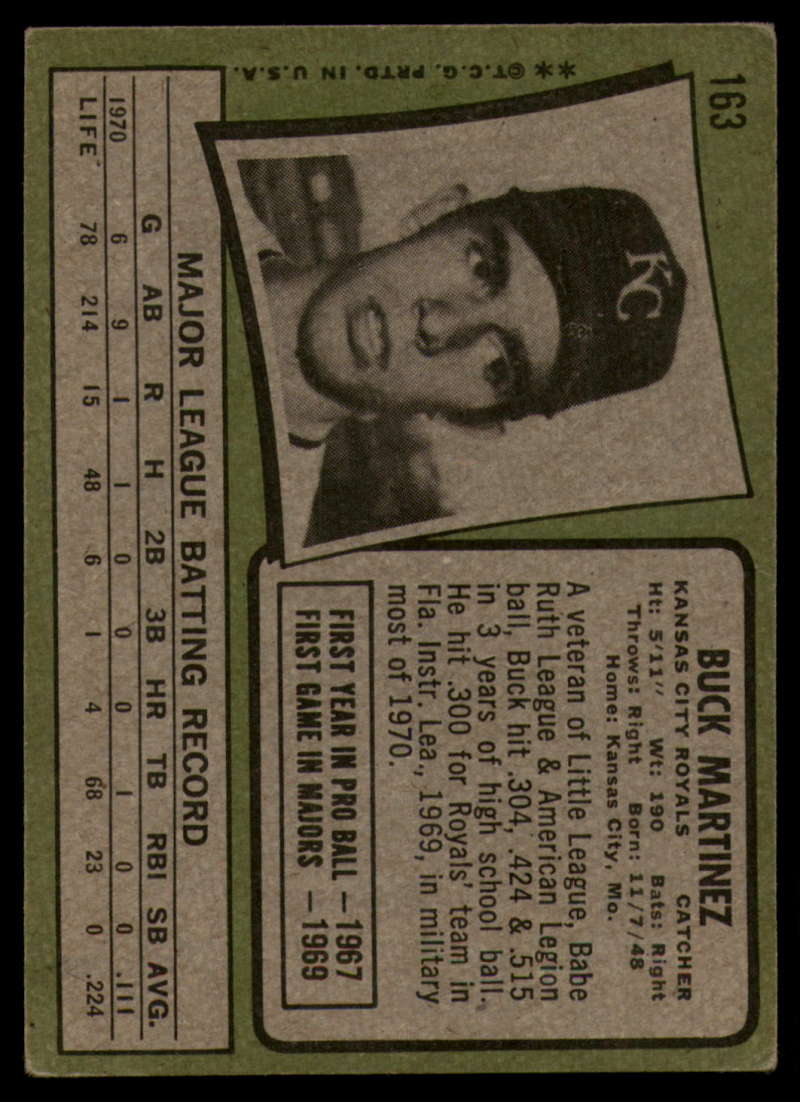 163
**©T.C.G. PRTD. IN U.S.A.
KC
BUCK MARTINEZ
KANSAS CITY ROYALS CATCHER
Ht: 5'11" Wt: 190 Bats: Right
Throws: Right Born: 11/7/48
Home: Kansas City, Mo.
A veteran of Little League, Babe
Ruth League & American Legion
ball, Buck hit .304, .424 & .515
in 3 years of high school ball.
He hit .300 for Royals' team in
Fla. Instr. Lea., 1969, in military
most of 1970.
FIRST YEAR IN PRO BALL —1967
FIRST GAME IN MAJORS —1969
MAJOR LEAGUE BATTING RECORD
G AB R H 2B 3B HR TB RBI SB AVG.
1970 6 9 1 1 0 0 0 1 0 0 .111
LIFE 78 214 15 48 6 1 4 68 23 0 .224